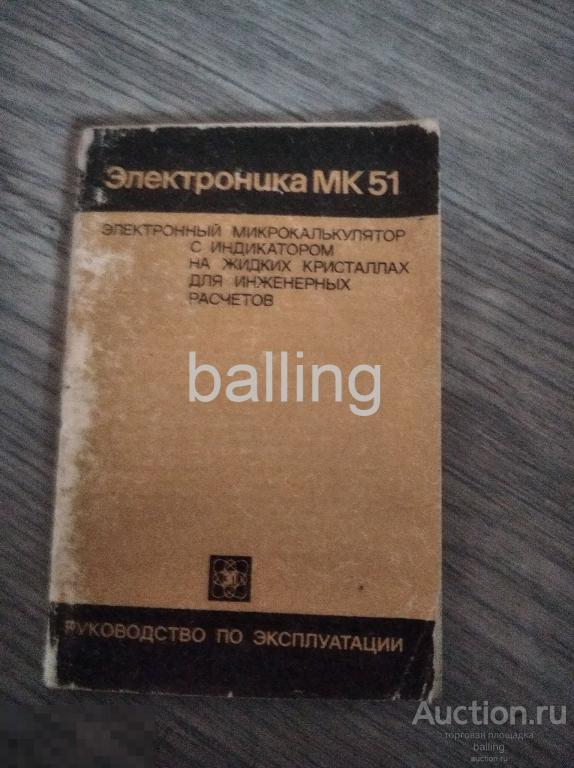 Электроника МК 51
ЭЛЕКТРОННЫЙ МИКРОКАЛЬКУЛЯТОР
С ИНДИКАТОРОМ
НА ЖИДКИХ КРИСТАЛЛАХ
ДЛЯ ИНЖЕНЕРНЫХ
РАСЧЕТОВ
balling
ЭЛ
РУКОВОДСТВО ПО ЭКСПЛУАТАЦИИ
Auction.ru
торговая площадка
balling
auction.ru